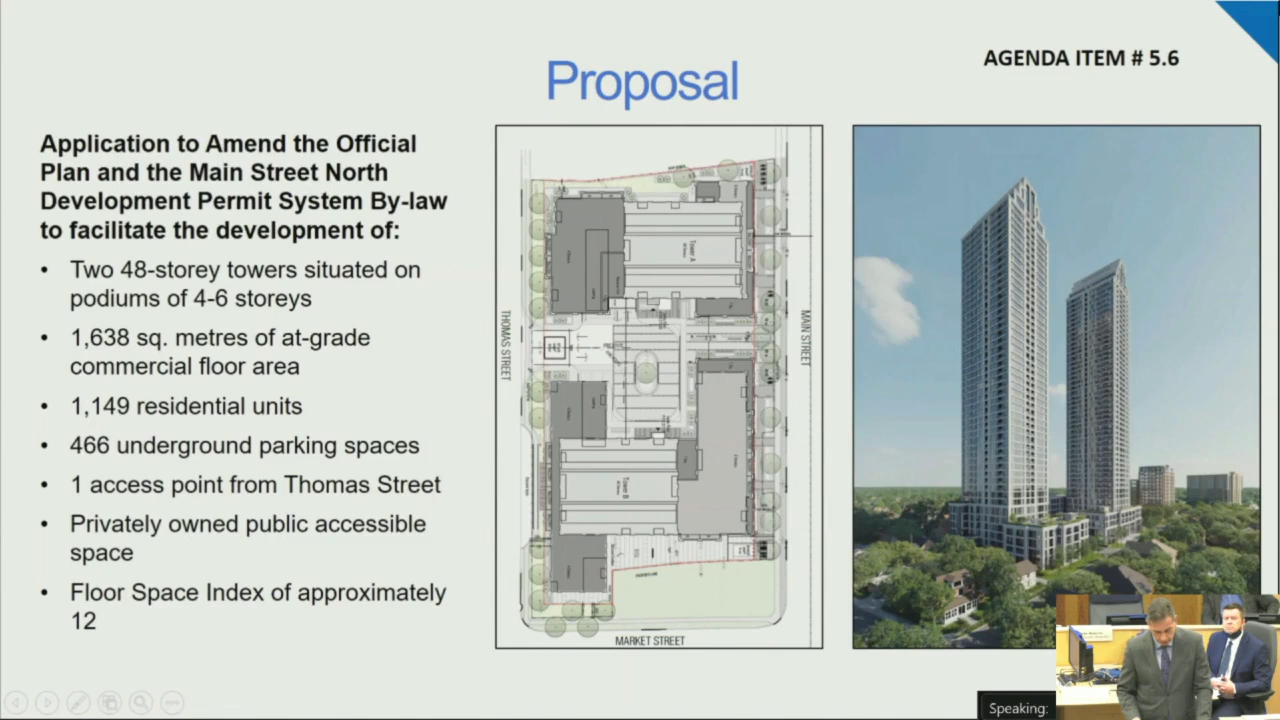 AGENDA ITEM # 5.6
Proposal
Application to Amend the Official
Plan and the Main Street North
Development Permit System By-law
to facilitate the development of:
• Two 48-storey towers situated on
podiums of 4-6 storeys
• 1,638 sq. metres of at-grade
commercial floor area
• 1,149 residential units
• 466 underground parking spaces
• 1 access point from Thomas Street
• Privately owned public accessible
space
• Floor Space Index of approximately
12
THOMAS STREET
Tower A
MAIN STREET
Tower B
MARKET STREET
Speaking: